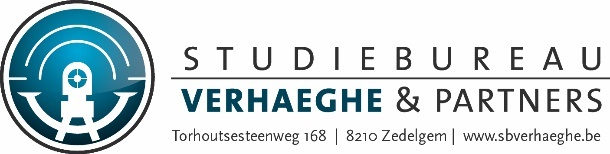 STUDIEBUREAU
VERHAEGHE & PARTNERS
Torhoutsesteenweg 168 | 8210 Zedelgem | www.sbverhaeghe.be